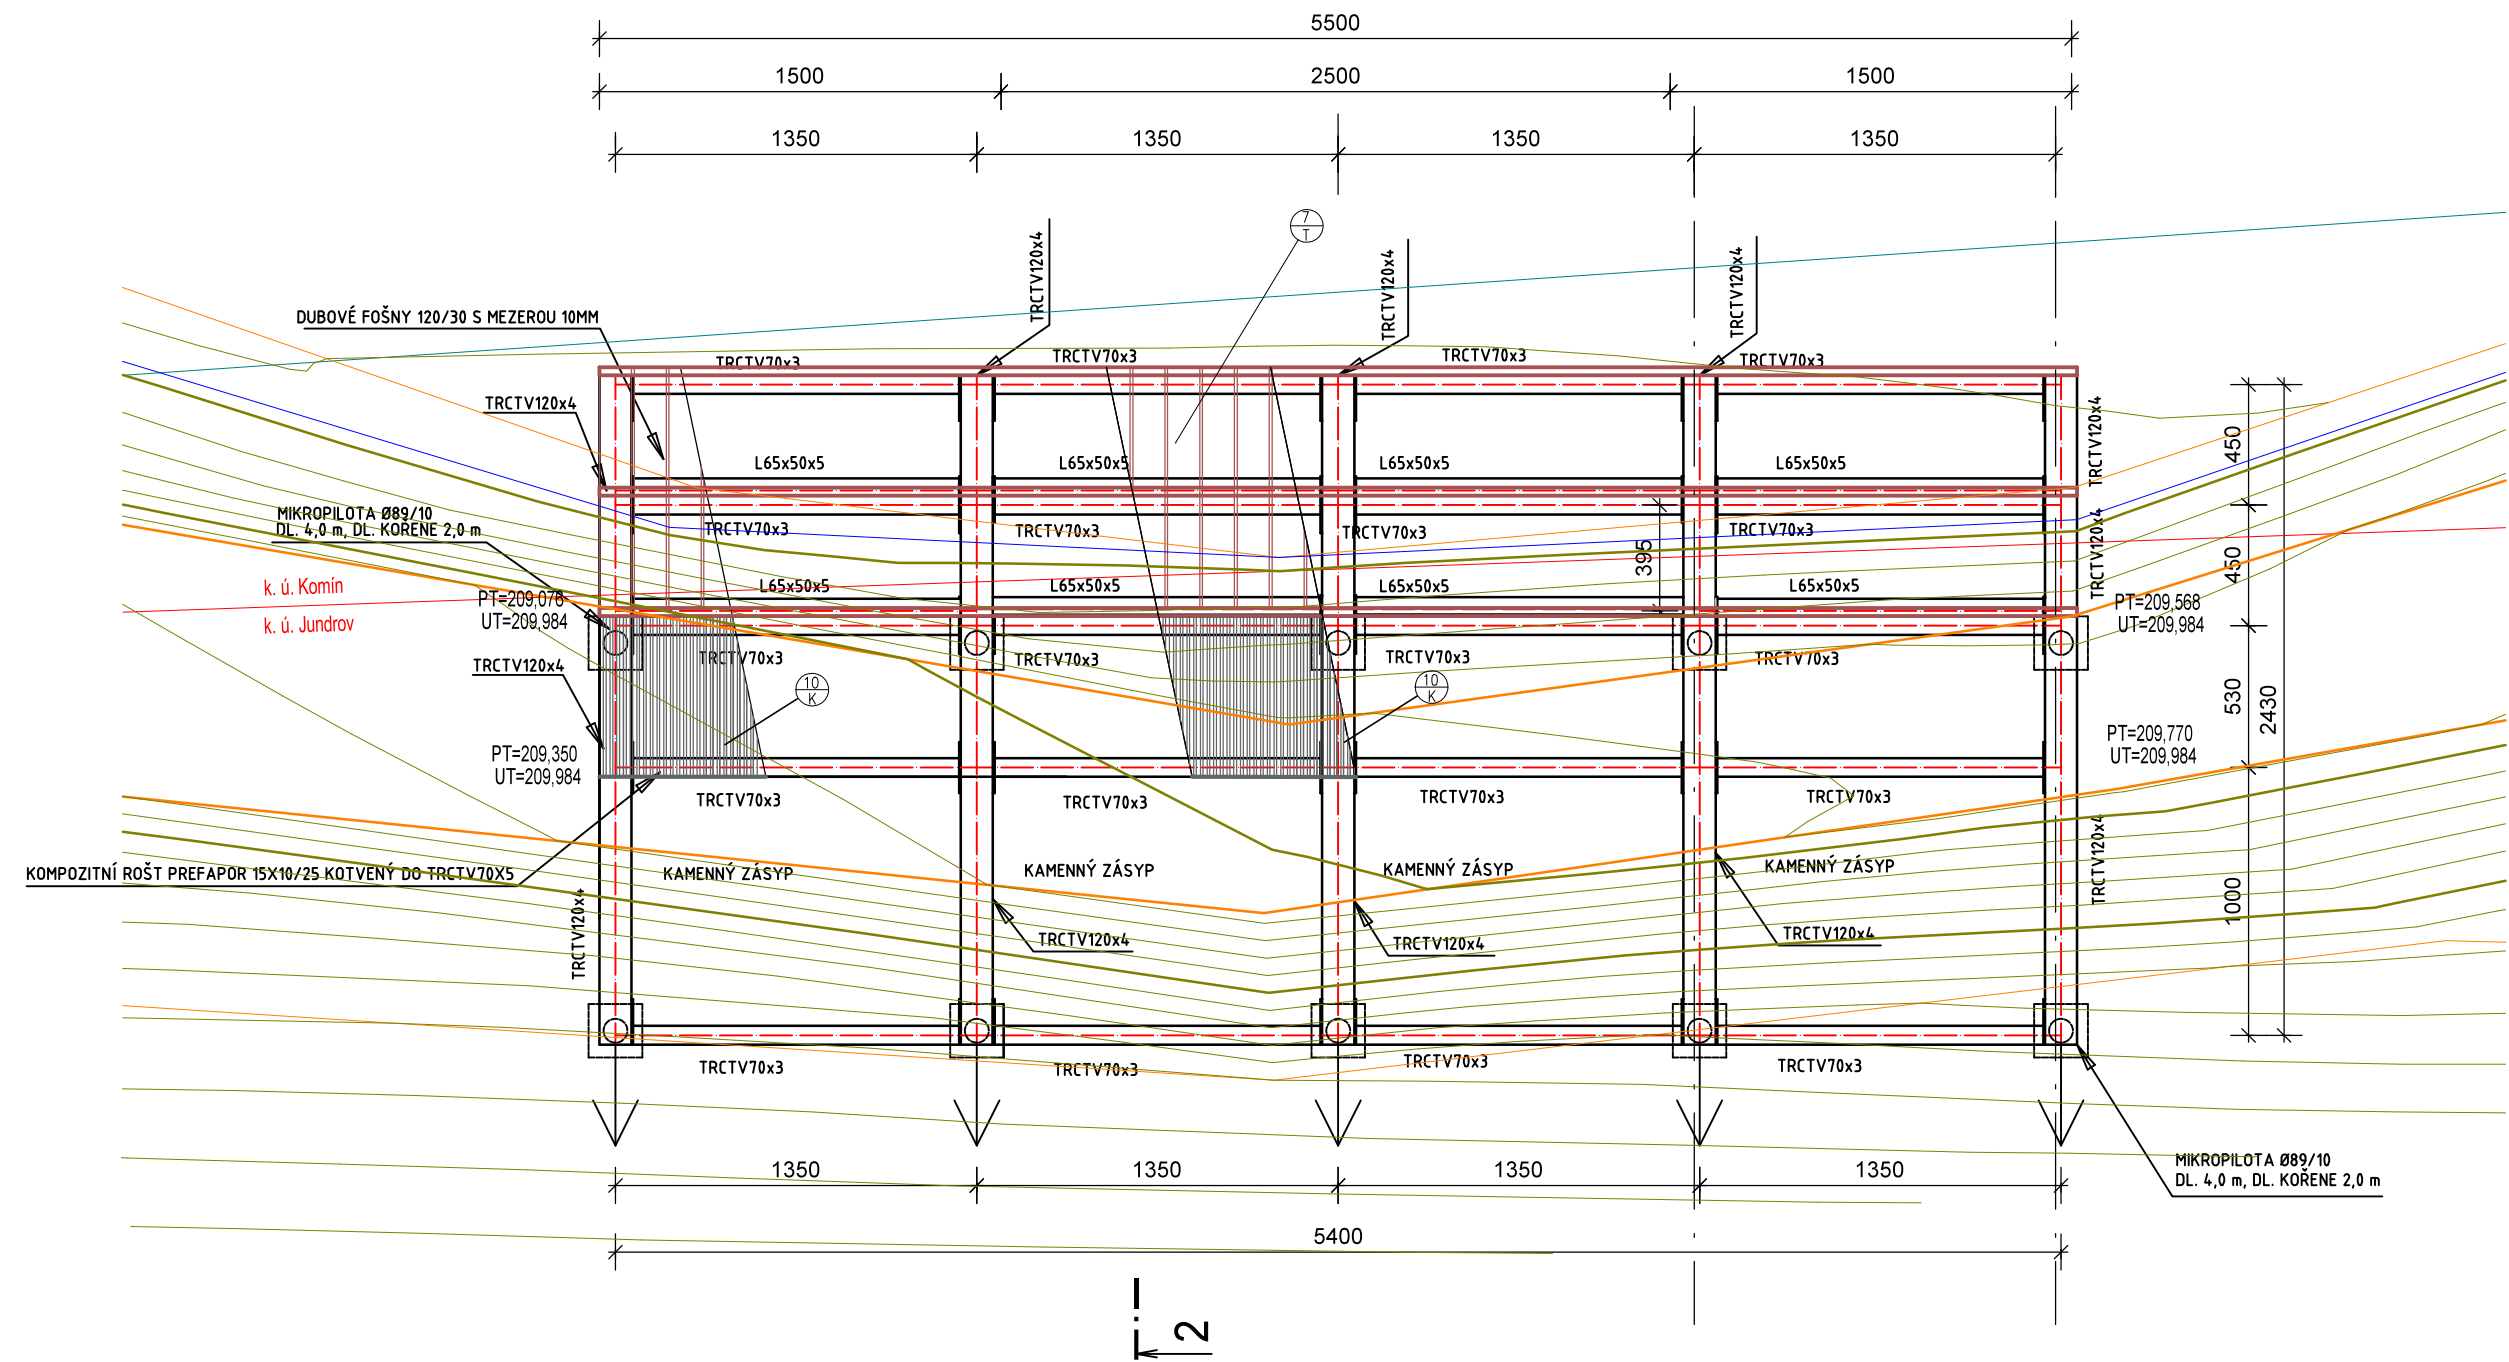 5500
1500 2500 1500
1350 1350 1350 1350
7
T
TRCTV120x4
TRCTV120x4
TRCTV120x4
DUBOVÉ FOŠNY 120/30 S MEZEROU 10MM
TRCTV70x3 TRCTV70x3 TRCTV70x3 TRCTV70x3
TRCTV120x4
TRCTV120x4
450
L65x50x5 L65x50x5 L65x50x5 L65x50x5
MIKROPILOTA Ø89/10
DL. 4,0 m, DL. KOŘENE 2,0 m
TRCTV70x3 TRCTV70x3 TRCTV70x3 TRCTV70x3
395
TRCTV120x4
450
k. ú. Komín
k. ú. Jundrov
L65x50x5 L65x50x5 L65x50x5 L65x50x5
PT=209,078
UT=209,984
PT=209,568
UT=209,984
TRCTV120x4
TRCTV70x3 TRCTV70x3 TRCTV70x3 TRCTV70x3
10
K
10
K
530
2430
PT=209,350
UT=209,984
PT=209,770
UT=209,984
TRCTV70x3 TRCTV70x3 TRCTV70x3 TRCTV70x3
KOMPOZITNÍ ROŠT PREFAPOR 15X10/25 KOTVENÝ DO TRCTV70X5
KAMENNÝ ZÁSYP KAMENNÝ ZÁSYP KAMENNÝ ZÁSYP KAMENNÝ ZÁSYP
TRCTV120x4
TRCTV120x4
1000
TRCTV120x4 TRCTV120x4 TRCTV120x4
TRCTV70x3 TRCTV70x3 TRCTV70x3 TRCTV70x3
MIKROPILOTA Ø89/10
DL. 4,0 m, DL. KOŘENE 2,0 m
1350 1350 1350 1350
5400
2